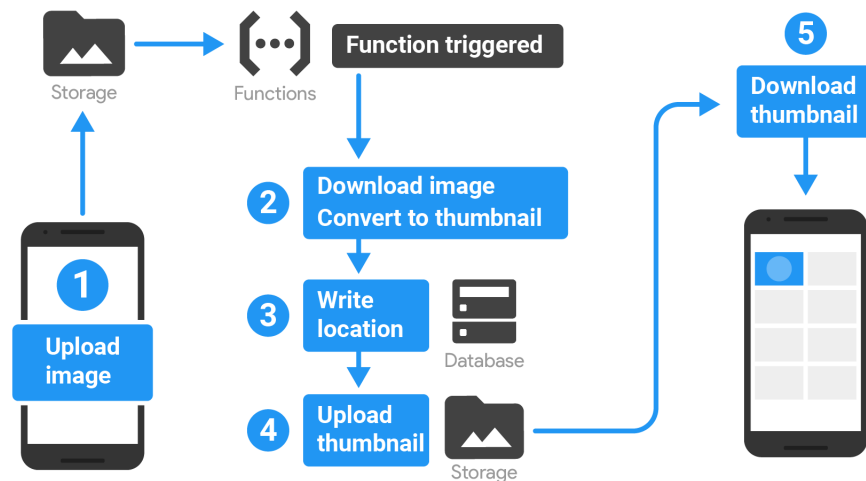 Storage
Functions
Function triggered
1
Upload
image
2
Download image
Convert to thumbnail
3
Write
location
Database
4
Upload
thumbnail
Storage
5
Download
thumbnail